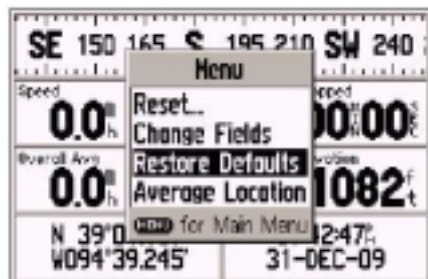 SE 150 165 S 195 210 SW 240
Menu
Speed
0.0 m h
Reset...
Change Fields
Restore Defaults
Average Location
MENU for Main Menu
opped
00:00
Overall Avg
0.0 m h
vation
1082 f t
N 39°0
W094°39.245'
12:47
31-DEC-09